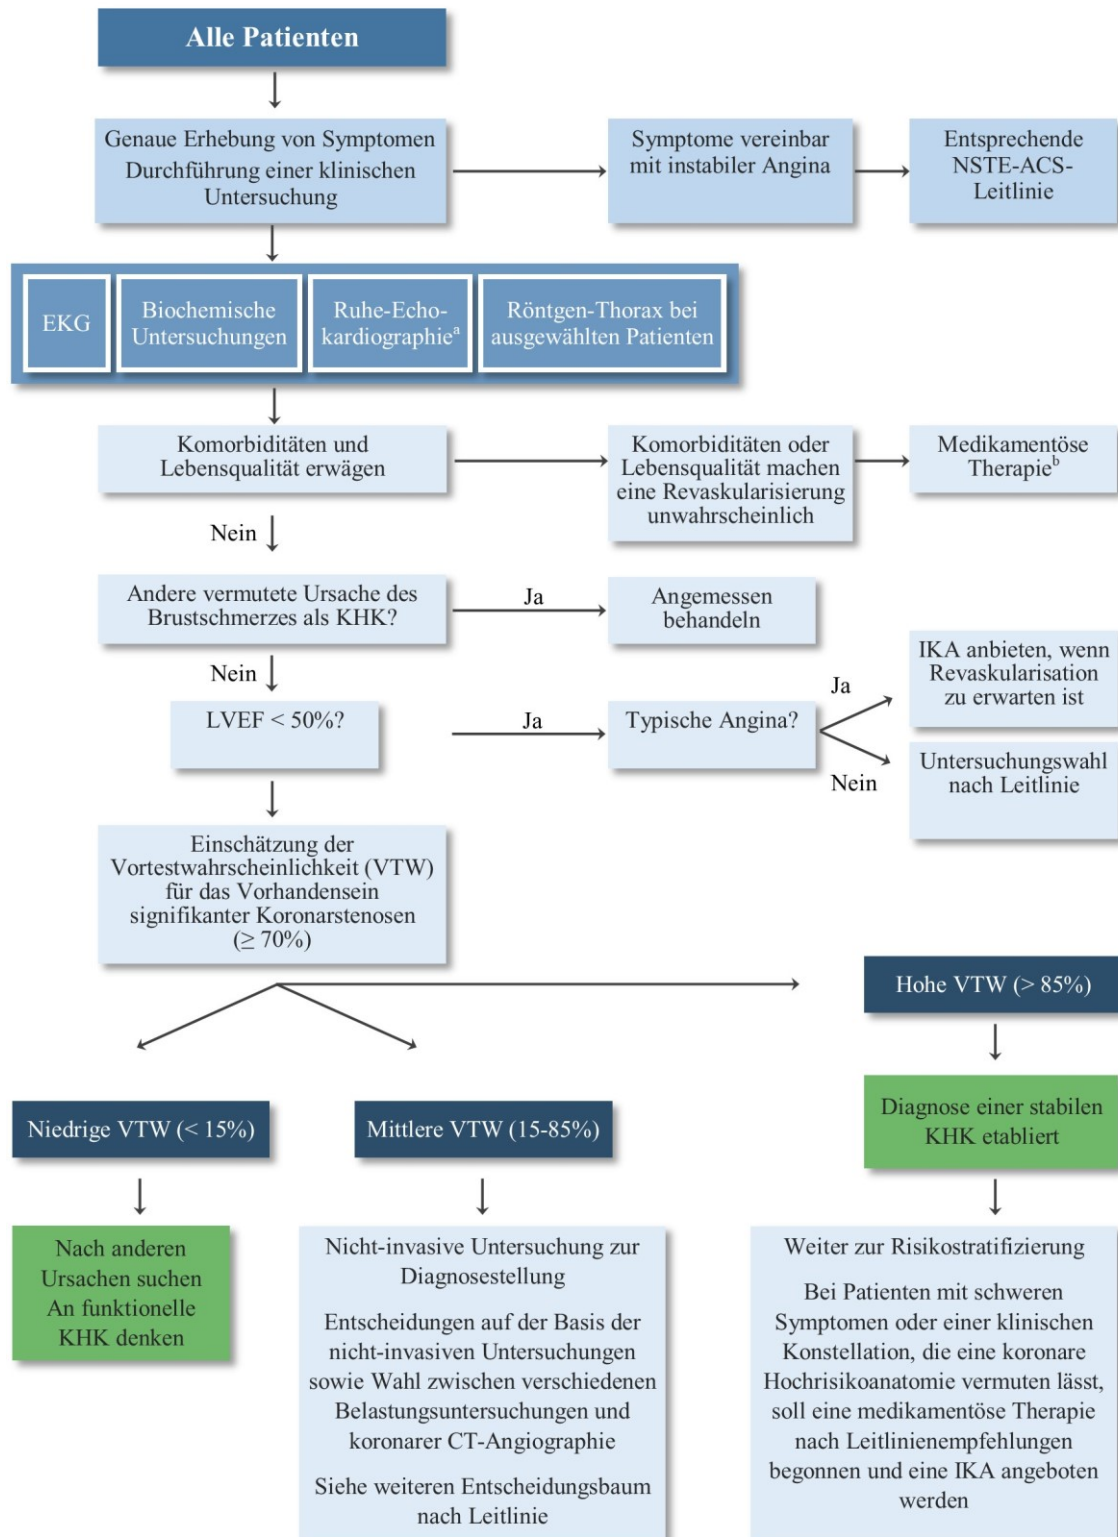 Alle Patienten
Genaue Erhebung von Symptomen
Durchführung einer klinischen
Untersuchung
Symptome vereinbar
mit instabiler Angina
Entsprechende
NSTE-ACS-
Leitlinie
EKG
Biochemische
Untersuchungen
Ruhe-Echo-
kardiographieᵃ
Röntgen-Thorax bei
ausgewählten Patienten
Komorbiditäten und
Lebensqualität erwägen
Komorbiditäten oder
Lebensqualität machen
eine Revaskularisierung
unwahrscheinlich
Medikamentöse
Therapieᵇ
Nein
Andere vermutete Ursache des
Brustschmerzes als KHK?
Ja
Angemessen
behandeln
Nein
LVEF < 50%?
Ja
Typische Angina?
Ja
IKA anbieten, wenn
Revaskularisation
zu erwarten ist
Nein
Untersuchungswahl
nach Leitlinie
Einschätzung der
Vortestwahrscheinlichkeit (VTW)
für das Vorhandensein
signifikanter Koronarstenosen
(≥ 70%)
Niedrige VTW (< 15%)
Nach anderen
Ursachen suchen
An funktionelle
KHK denken
Mittlere VTW (15-85%)
Nicht-invasive Untersuchung zur
Diagnosestellung
Entscheidungen auf der Basis der
nicht-invasiven Untersuchungen
sowie Wahl zwischen verschiedenen
Belastungsuntersuchungen und
koronarer CT-Angiographie
Siehe weiteren Entscheidungsbaum
nach Leitlinie
Hohe VTW (> 85%)
Diagnose einer stabilen
KHK etabliert
Weiter zur Risikostratifizierung
Bei Patienten mit schweren
Symptomen oder einer klinischen
Konstellation, die eine koronare
Hochrisikoanatomie vermuten lässt,
soll eine medikamentöse Therapie
nach Leitlinienempfehlungen
begonnen und eine IKA angeboten
werden